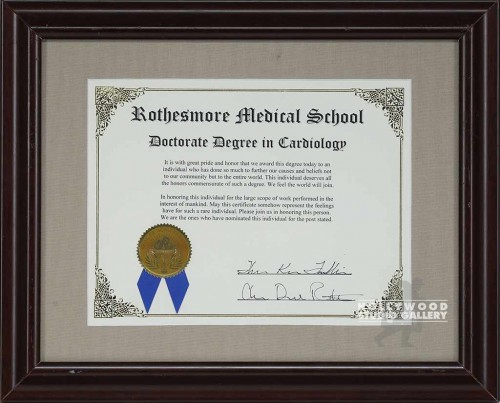 Rothesmore Medical School
Doctorate Degree in Cardiology
It is with great pride and honor that we award this degree today to an
individual who has done so much to further our causes and beliefs not
to our community but to the entire world. This individual deserves all
the honors commemorate of such a degree. We feel the world will join.
In honoring this individual for the large scope of work performed in the
interest of mankind. May this certificate somehow represent the feelings
have for such a rare individual. Please join us in honoring this person.
We are the ones who have nominated this individual for the post stated.
HOLLYWOOD
STUDIO GALLERY